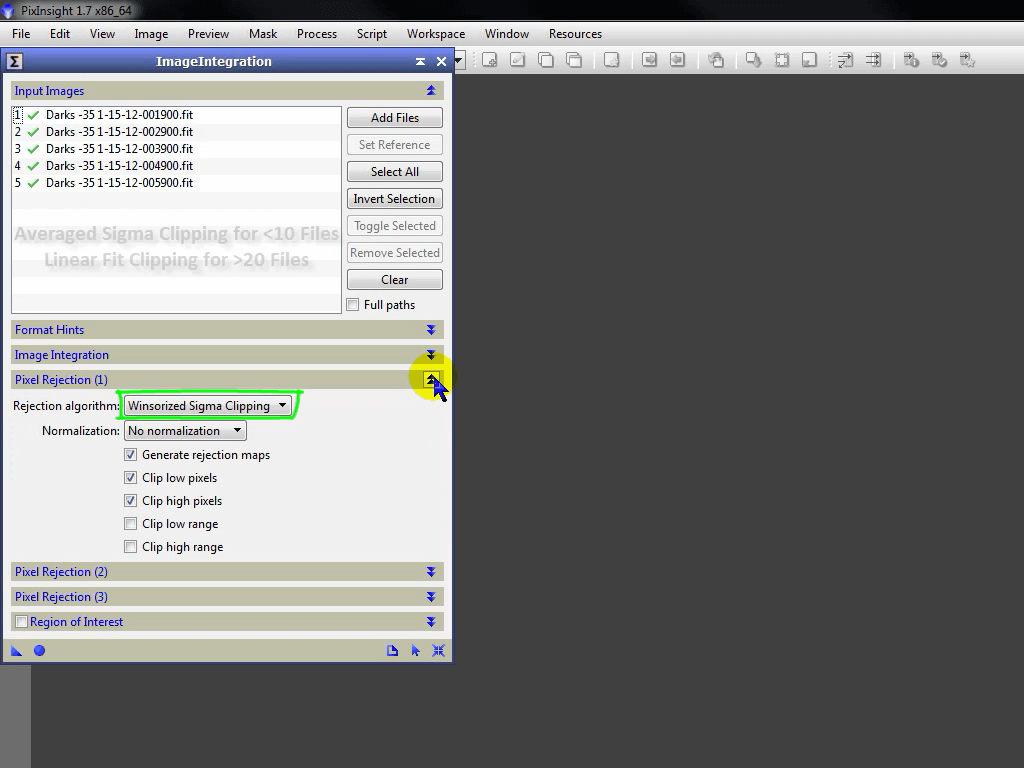 PixInsight 1.7 x86_64
File Edit View Image Preview Mask Process Script Workspace Window Resources
ImageIntegration
Input Images
1 Darks -35 1-15-12-001900.fit
2 Darks -35 1-15-12-002900.fit
3 Darks -35 1-15-12-003900.fit
4 Darks -35 1-15-12-004900.fit
5 Darks -35 1-15-12-005900.fit
Averaged Sigma Clipping for <10 Files
Linear Fit Clipping for >20 Files
Add Files
Set Reference
Select All
Invert Selection
Toggle Selected
Remove Selected
Clear
Full paths
Format Hints
Image Integration
Pixel Rejection (1)
Rejection algorithm: Winsorized Sigma Clipping
Normalization: No normalization
Generate rejection maps
Clip low pixels
Clip high pixels
Clip low range
Clip high range
Pixel Rejection (2)
Pixel Rejection (3)
Region of Interest